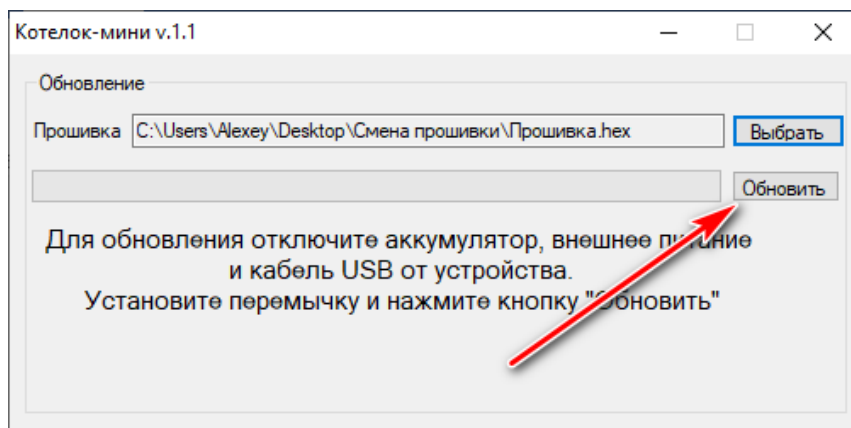 Котелок-мини v.1.1
Обновление
Прошивка C:\Users\Alexey\Desktop\Смена прошивки\Прошивка.hex Выбрать
Обновить
Для обновления отключите аккумулятор, внешнее питание
и кабель USB от устройства.
Установите перемычку и нажмите кнопку "Обновить"